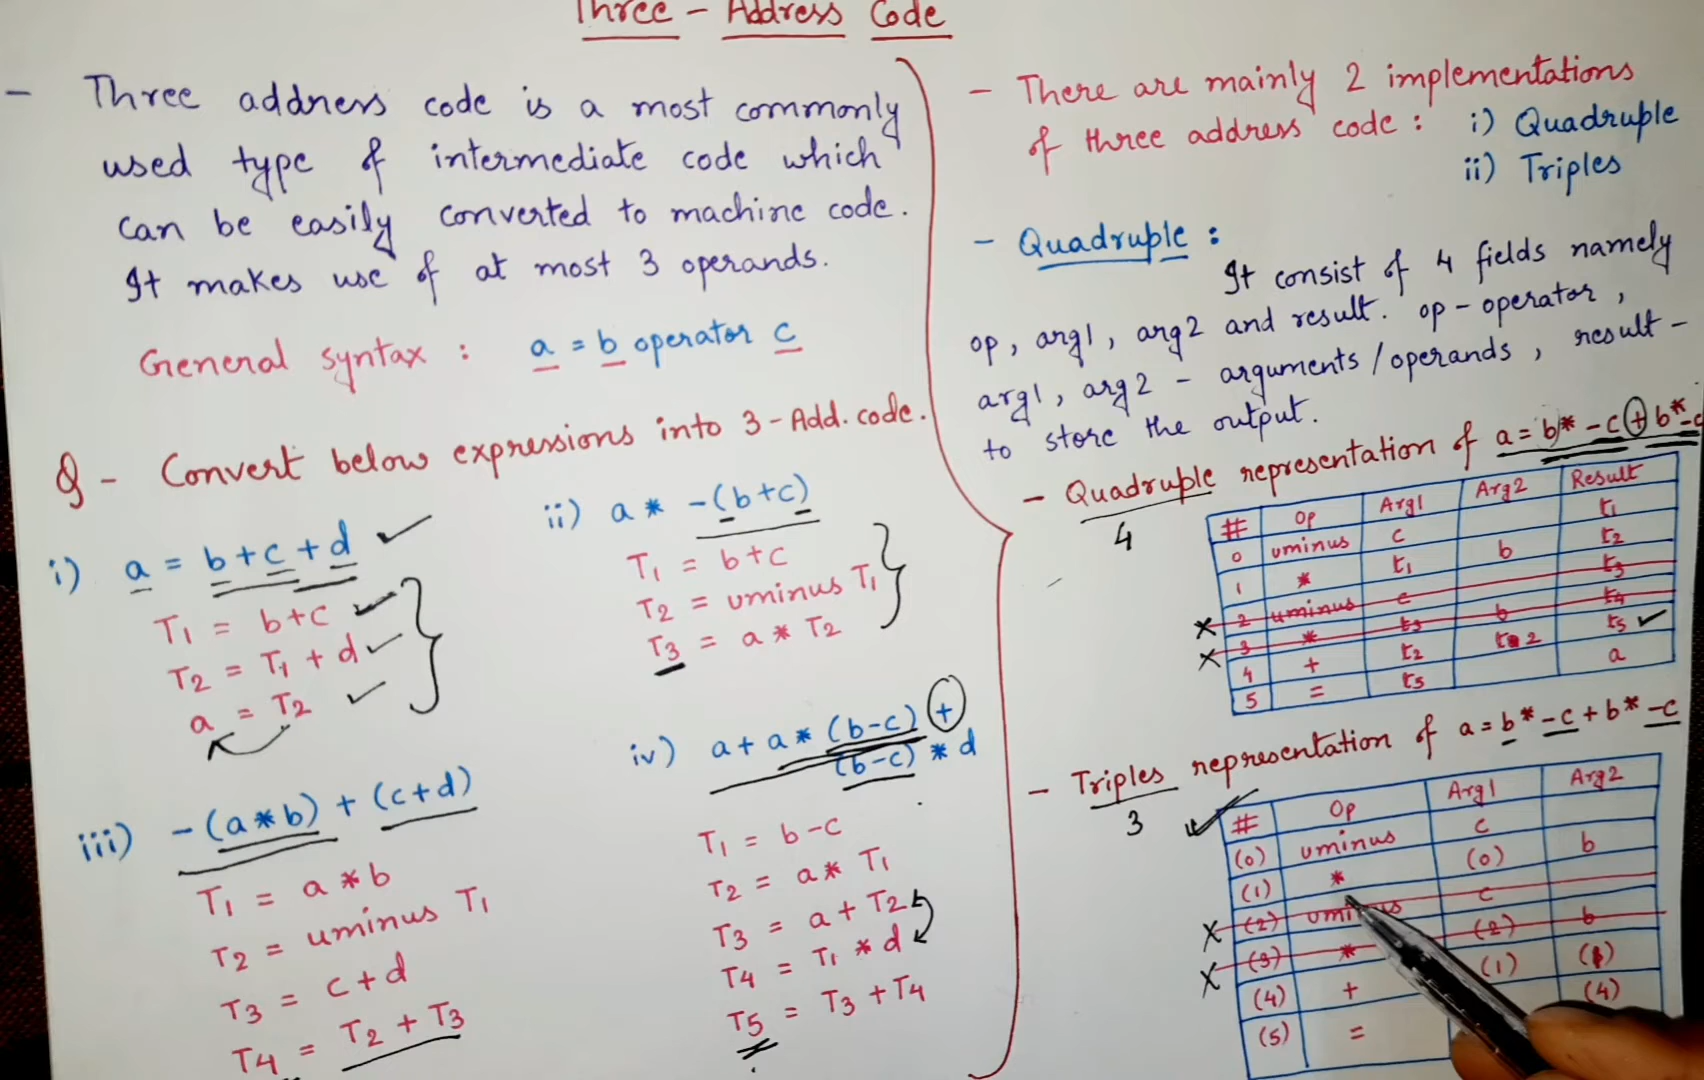 Three - Address Code
- Three address code is a most commonly
used type of intermediate code which
can be easily converted to machine code.
It makes use of at most 3 operands.
General syntax : a = b operator c
Q - Convert below expressions into 3-Add. code.
i) a = b+c+d
T1 = b+c
T2 = T1 + d
a = T2
ii) a * -(b+c)
T1 = b+c
T2 = uminus T1
T3 = a * T2
iii) -(a*b) + (c+d)
T1 = a*b
T2 = uminus T1
T3 = c+d
T4 = T2 + T3
iv) a + a * (b-c) +
(b-c) * d
T1 = b-c
T2 = a * T1
T3 = a + T2
T4 = T1 * d
T5 = T3 + T4
- There are mainly 2 implementations
of three address code : i) Quadruple
ii) Triples
- Quadruple :
It consist of 4 fields namely
op, arg1, arg2 and result. op - operator,
arg1, arg2 - arguments/operands, result -
to store the output.
- Quadruple representation of a = b* -c + b* -c
4
# Op Arg1 Arg2 Result
0 uminus c t1
1 * t1 b t2
2 uminus c t3
3 * t3 b t4
4 + t2 t2 t5
5 = t5 a
- Triples representation of a = b* -c + b* -c
3
# Op Arg1 Arg2
(0) uminus c
(1) * (0) b
(2) uminus c
(3) * (2) b
(4) + (1) (1)
(5) = (4)